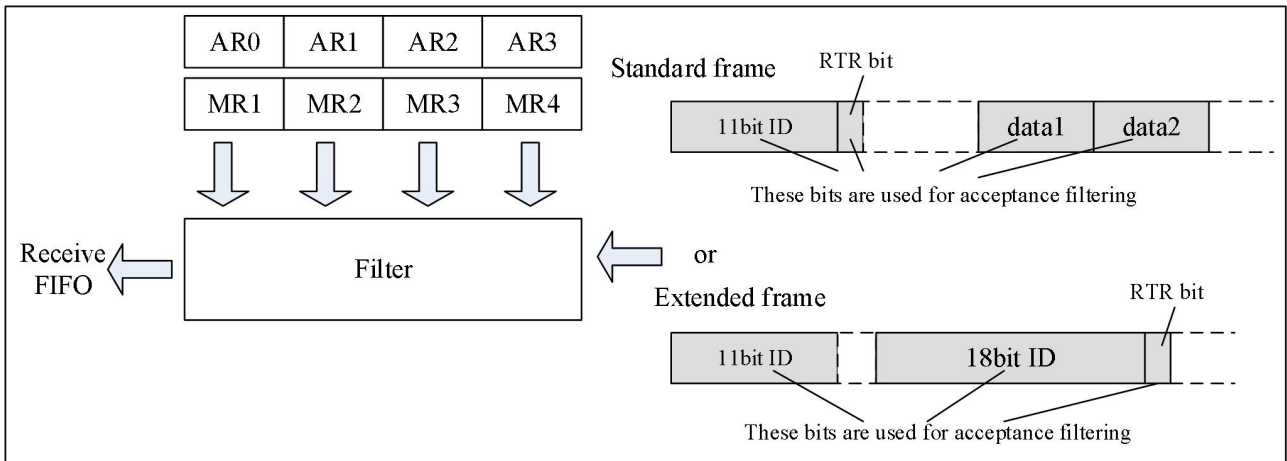 AR0 AR1 AR2 AR3
MR1 MR2 MR3 MR4
Filter
Receive
FIFO
or
Standard frame
RTR bit
11bit ID
data1 data2
These bits are used for acceptance filtering
Extended frame
RTR bit
11bit ID
18bit ID
These bits are used for acceptance filtering